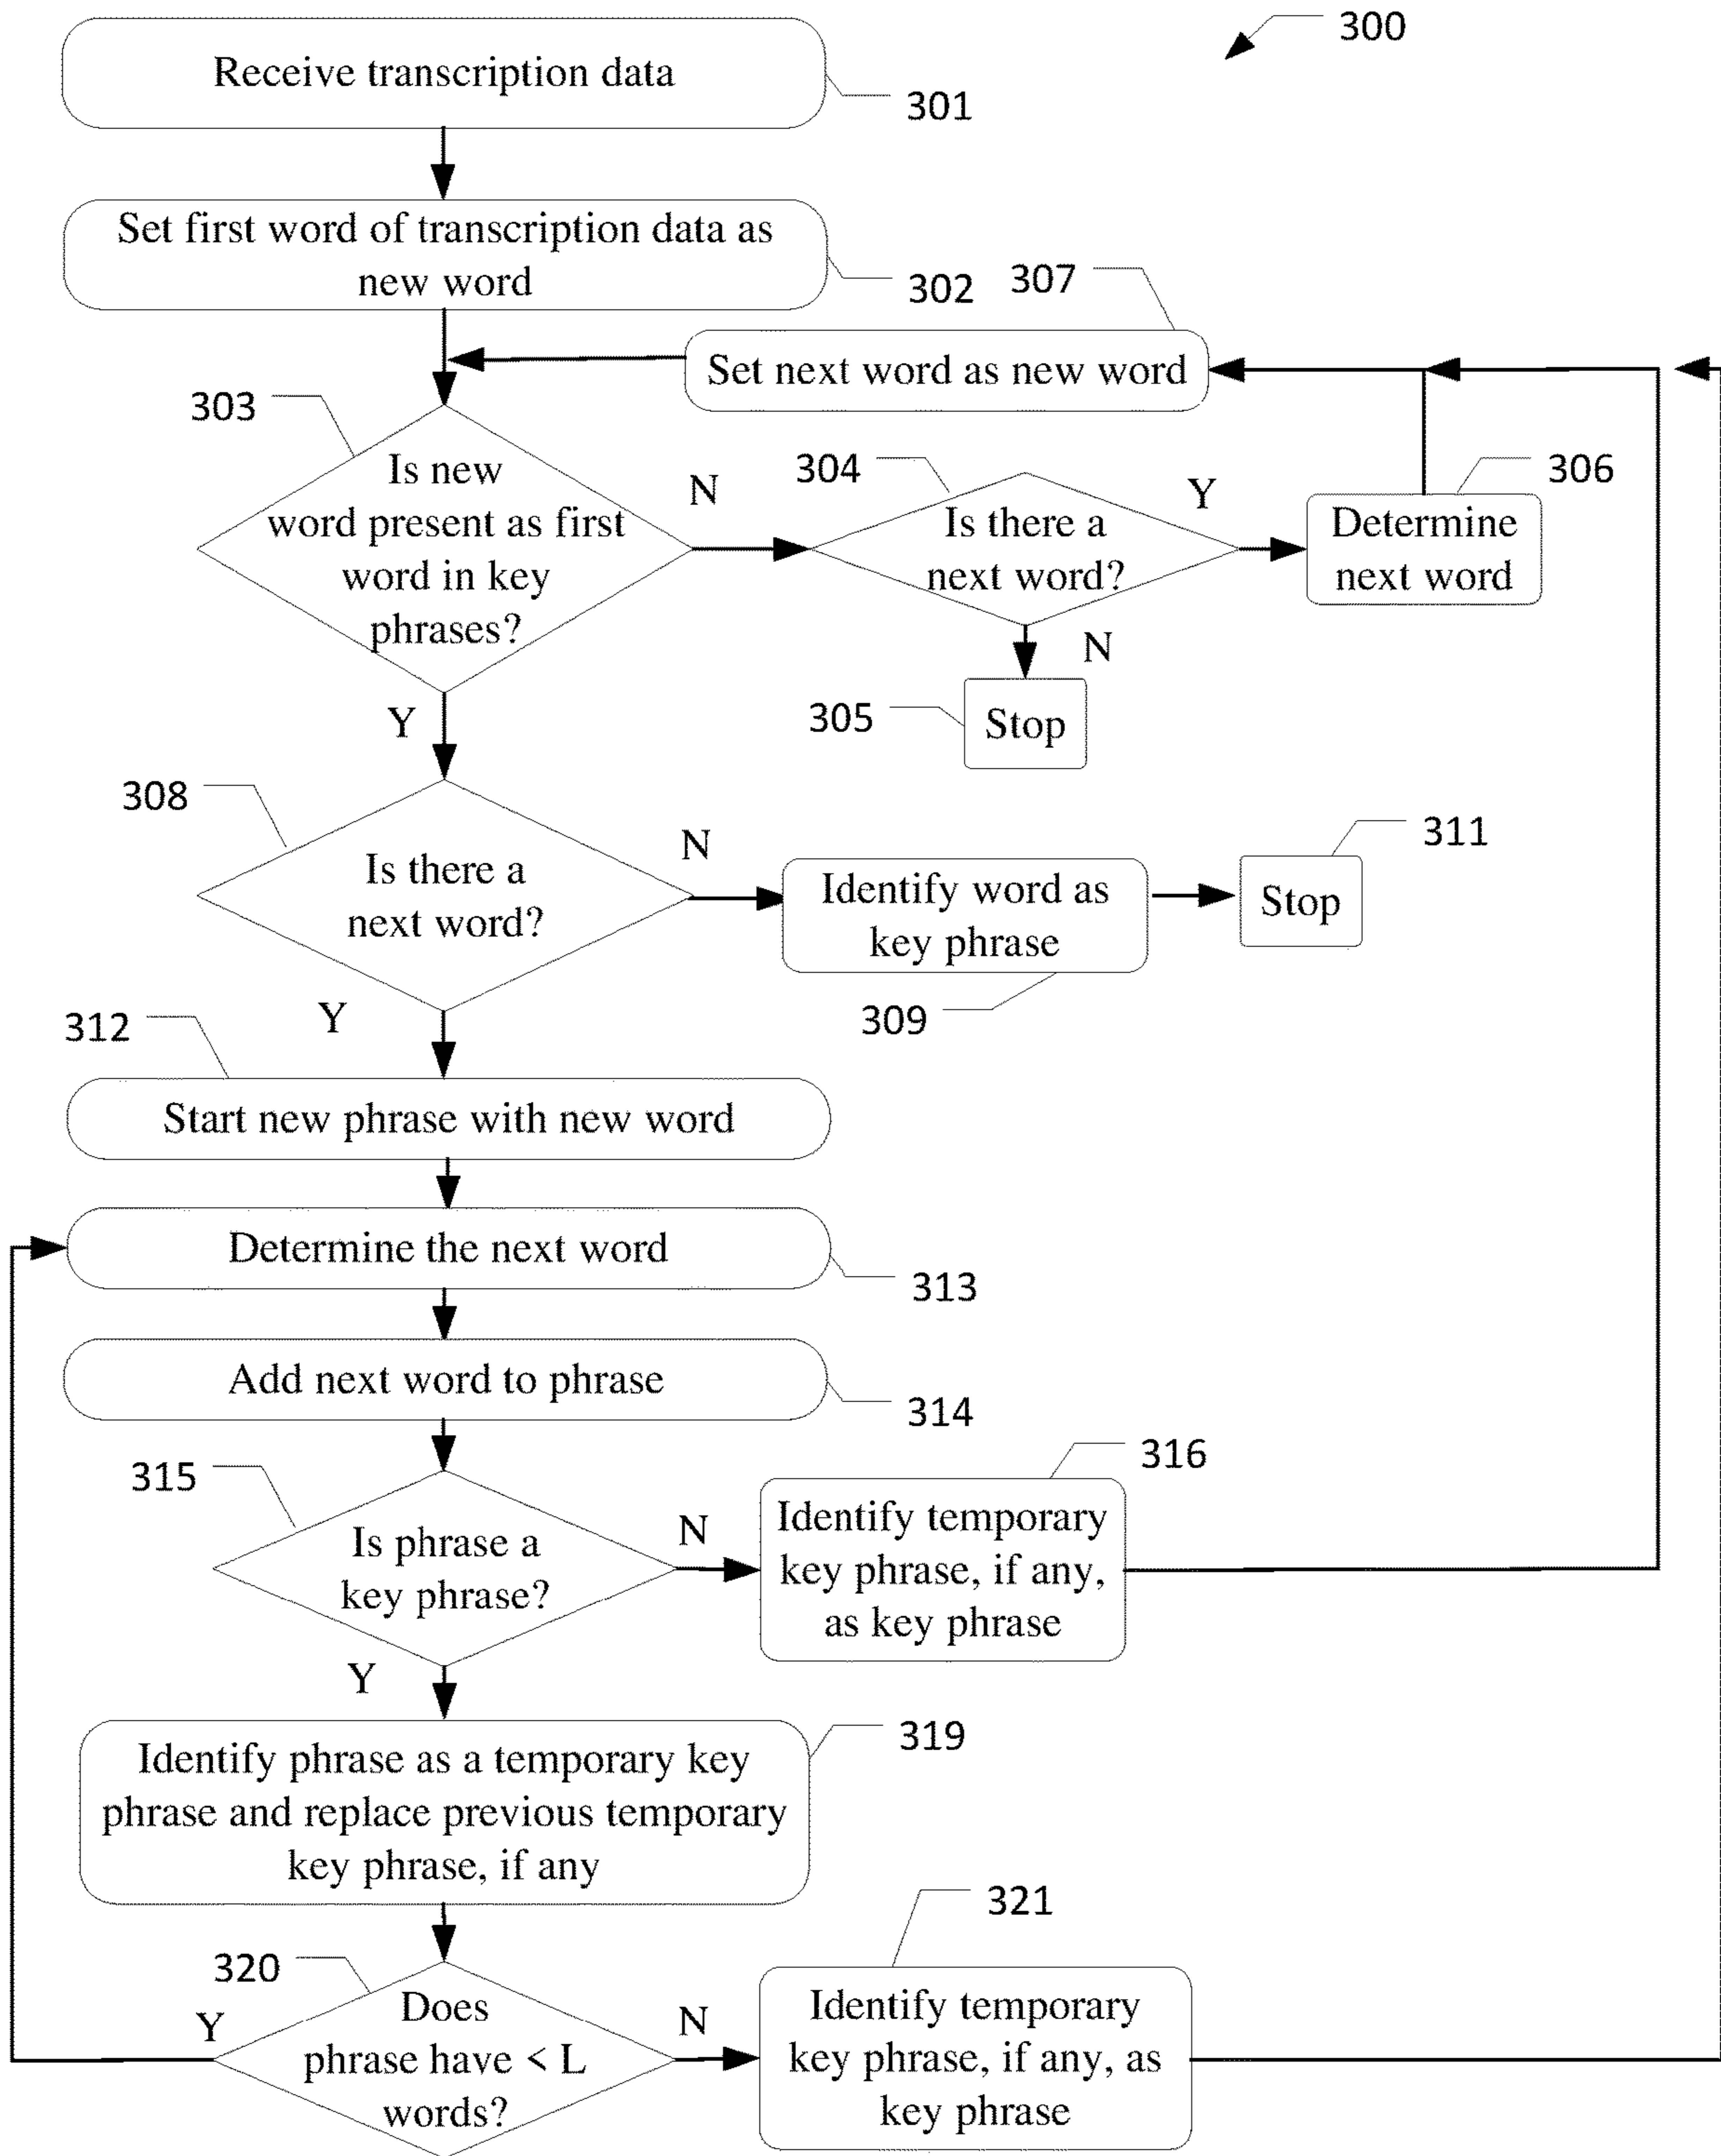 300
Receive transcription data
301
Set first word of transcription data as
new word
302
307
Set next word as new word
303
Is new
word present as first
word in key
phrases?
N
304
Is there a
next word?
Y
306
Determine
next word
N
305
Stop
Y
308
Is there a
next word?
N
Identify word as
key phrase
309
311
Stop
Y
312
Start new phrase with new word
Determine the next word
313
Add next word to phrase
314
315
Is phrase a
key phrase?
N
316
Identify temporary
key phrase, if any,
as key phrase
Y
319
Identify phrase as a temporary key
phrase and replace previous temporary
key phrase, if any
320
Does
phrase have < L
words?
Y
N
321
Identify temporary
key phrase, if any, as
key phrase